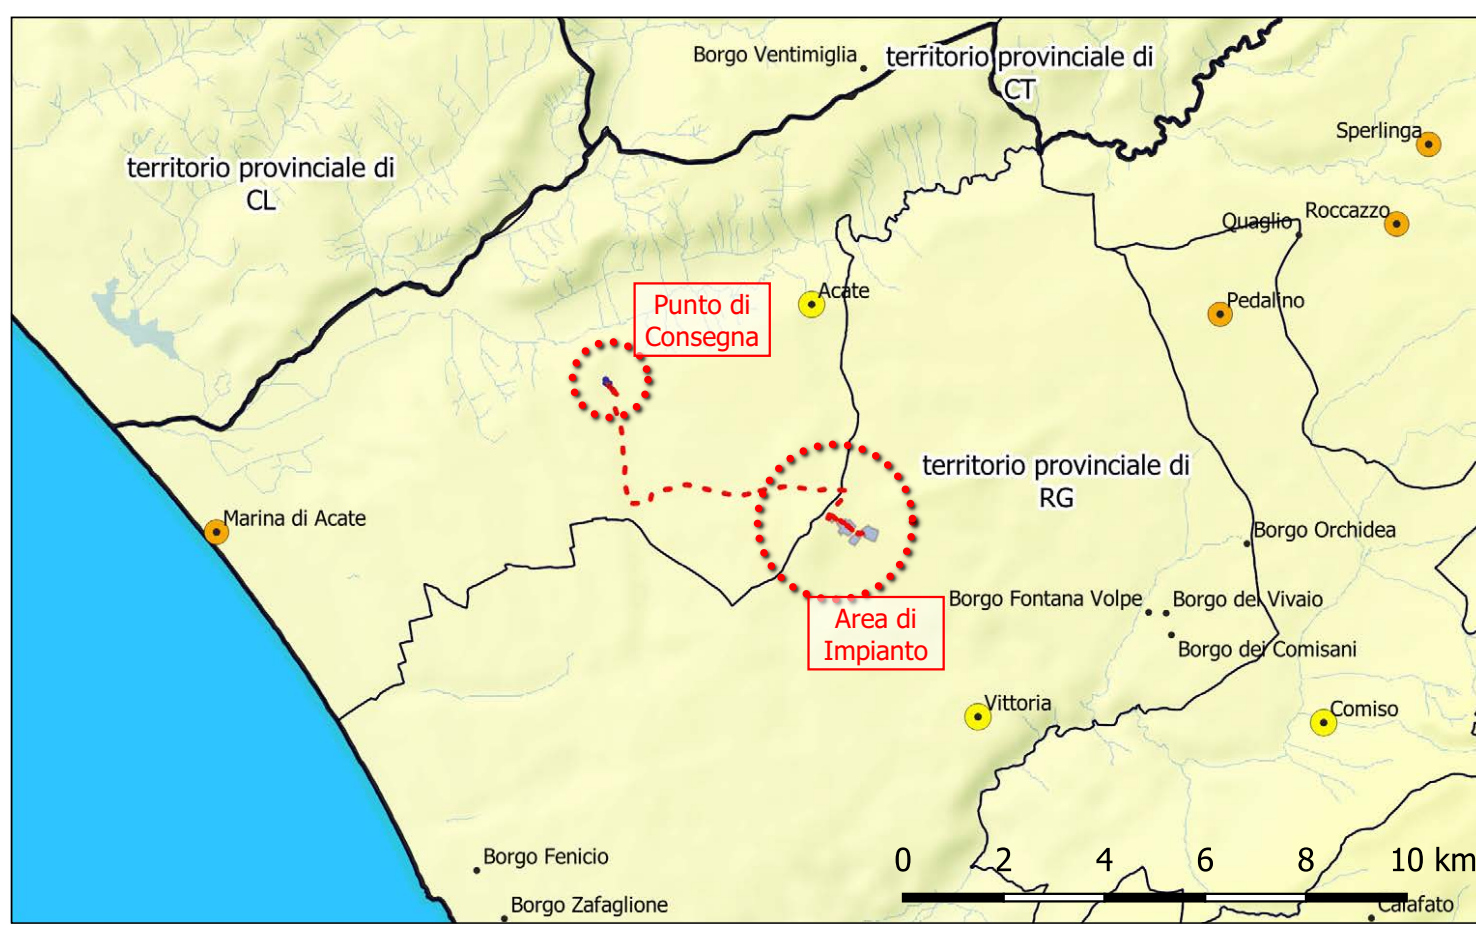 Borgo Ventimiglia
territorio provinciale di
CT
Sperlinga
territorio provinciale di
CL
Quaglio
Roccazzo
Acate
Pedalino
Punto di
Consegna
territorio provinciale di
RG
Marina di Acate
Borgo Orchidea
Borgo Fontana Volpe
Borgo del Vivaio
Area di
Impianto
Borgo dei Comisani
Vittoria
Comiso
Borgo Fenicio
0 2 4 6 8 10 km
Borgo Zafaglione
Calafato